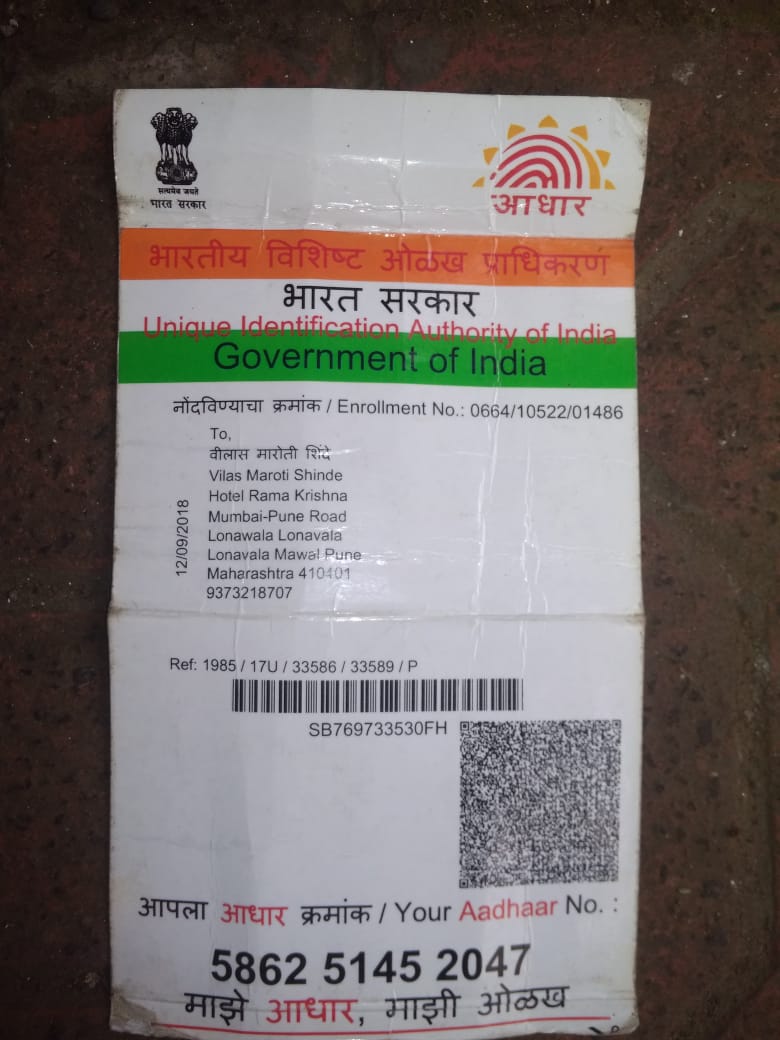 सत्यमेव जयते
भारत सरकार
आधार
भारतीय विशिष्ट ओळख प्राधिकरण
भारत सरकार
Unique Identification Authority of India
Government of India
नोंदविण्याचा क्रमांक / Enrollment No.: 0664/10522/01486
To,
वीलास मारोती शिंदे
Vilas Maroti Shinde
Hotel Rama Krishna
Mumbai-Pune Road
Lonawala Lonavala
Lonavala Mawal Pune
Maharashtra 410401
9373218707
12/09/2018
Ref: 1985 / 17U / 33586 / 33589 / P
SB769733530FH
आपला आधार क्रमांक / Your Aadhaar No. :
5862 5145 2047
माझे आधार, माझी ओळख